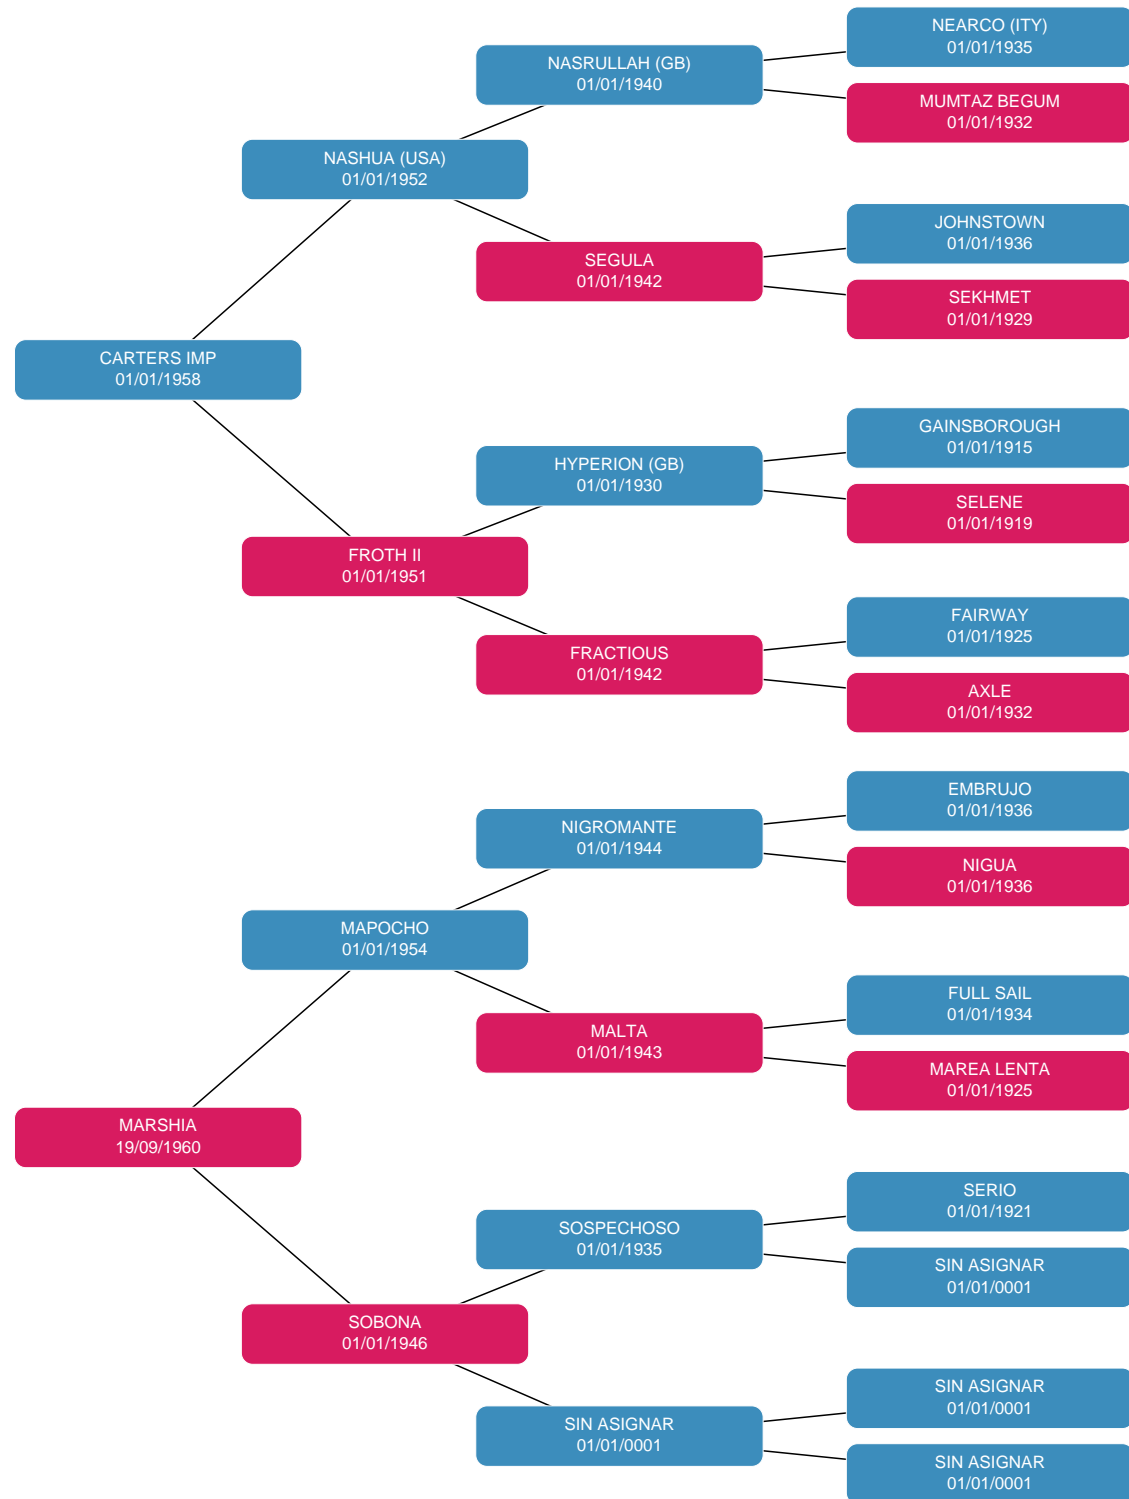 NEARCO (ITY)
01/01/1935
NASRULLAH (GB)
01/01/1940
MUMTAZ BEGUM
01/01/1932
NASHUA (USA)
01/01/1952
JOHNSTOWN
01/01/1936
SEGULA
01/01/1942
SEKHMET
01/01/1929
CARTERS IMP
01/01/1958
GAINSBOROUGH
01/01/1915
HYPERION (GB)
01/01/1930
SELENE
01/01/1919
FROTH II
01/01/1951
FAIRWAY
01/01/1925
FRACTIOUS
01/01/1942
AXLE
01/01/1932
EMBRUJO
01/01/1936
NIGROMANTE
01/01/1944
NIGUA
01/01/1936
MAPOCHO
01/01/1954
FULL SAIL
01/01/1934
MALTA
01/01/1943
MAREA LENTA
01/01/1925
MARSHIA
19/09/1960
SERIO
01/01/1921
SOSPECHOSO
01/01/1935
SIN ASIGNAR
01/01/0001
SOBONA
01/01/1946
SIN ASIGNAR
01/01/0001
SIN ASIGNAR
01/01/0001
SIN ASIGNAR
01/01/0001